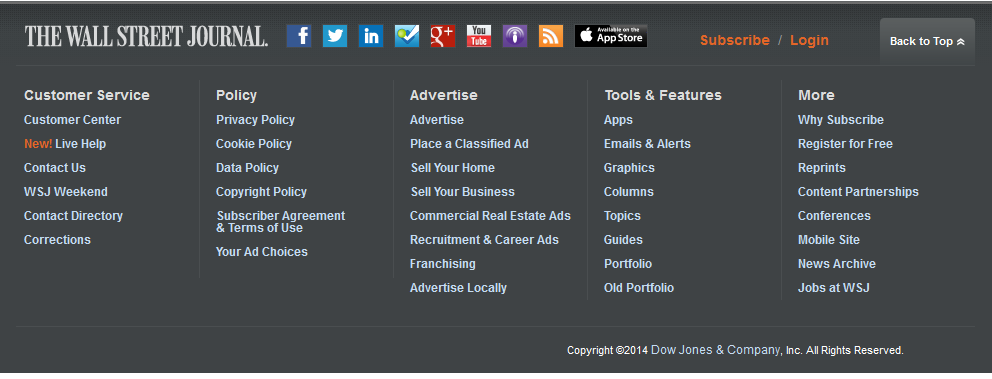 THE WALL STREET JOURNAL.
f
in
g+
You
Tube
Available on the
App Store
Subscribe / Login
Back to Top
Customer Service
Customer Center
New! Live Help
Contact Us
WSJ Weekend
Contact Directory
Corrections
Policy
Privacy Policy
Cookie Policy
Data Policy
Copyright Policy
Subscriber Agreement
& Terms of Use
Your Ad Choices
Advertise
Advertise
Place a Classified Ad
Sell Your Home
Sell Your Business
Commercial Real Estate Ads
Recruitment & Career Ads
Franchising
Advertise Locally
Tools & Features
Apps
Emails & Alerts
Graphics
Columns
Topics
Guides
Portfolio
Old Portfolio
More
Why Subscribe
Register for Free
Reprints
Content Partnerships
Conferences
Mobile Site
News Archive
Jobs at WSJ
Copyright ©2014 Dow Jones & Company, Inc. All Rights Reserved.